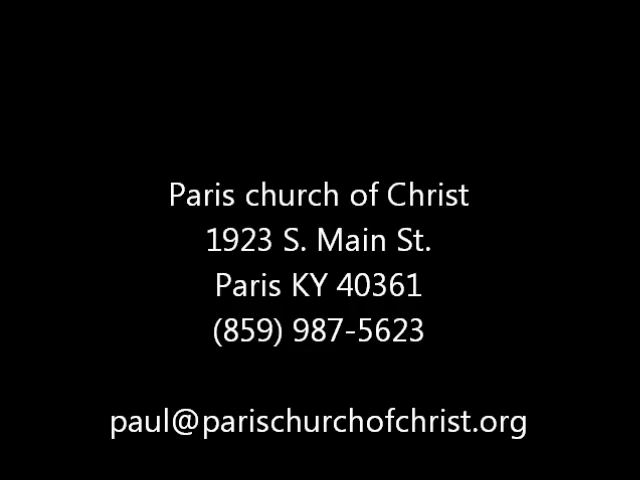 Paris church of Christ
1923 S. Main St.
Paris KY 40361
(859) 987-5623
paul@parischurchofchrist.org